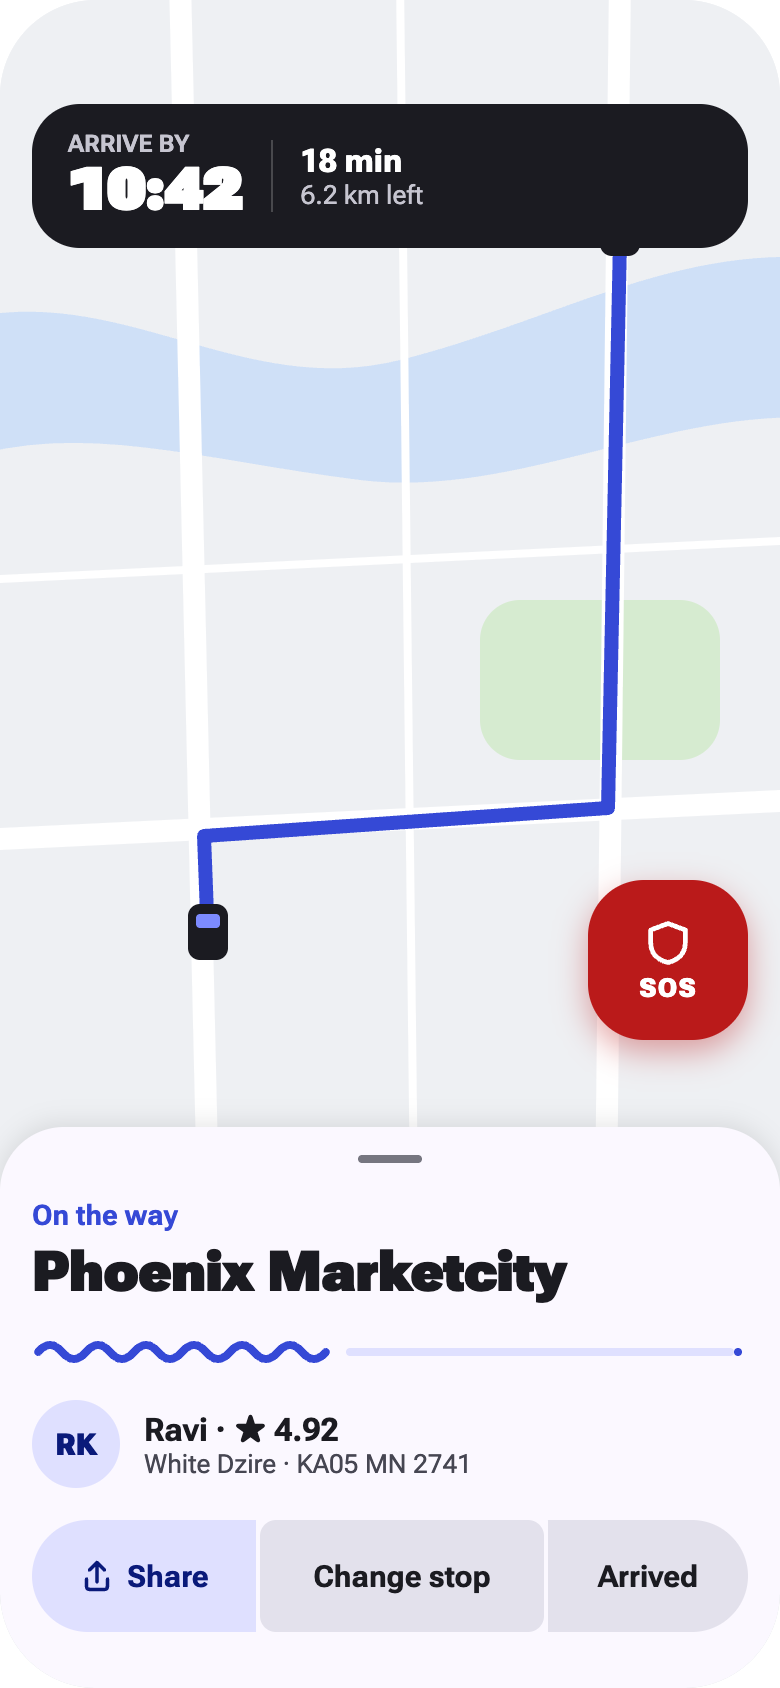 ARRIVE BY
10:42
18 min
6.2 km left
SOS
On the way
Phoenix Marketcity
RK
Ravi · ★ 4.92
White Dzire · KA05 MN 2741
Share
Change stop
Arrived